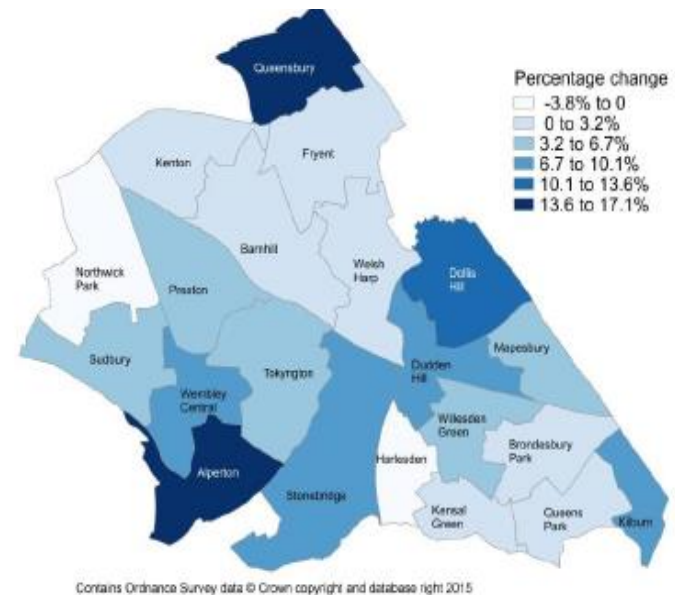 Queensbury
Percentage change
-3.8% to 0
0 to 3.2%
3.2 to 6.7%
6.7 to 10.1%
10.1 to 13.6%
13.6 to 17.1%
Kenton
Fryent
Barnhill
Welsh
Harp
Northwick
Park
Preston
Dollis
Hill
Sudbury
Tokyngton
Dudden
Hill
Mapesbury
Wembley
Central
Willesden
Green
Brondesbury
Park
Alperton
Harlesden
Stonebridge
Kensal
Green
Queens
Park
Kilburn
Contains Ordnance Survey data © Crown copyright and database right 2015